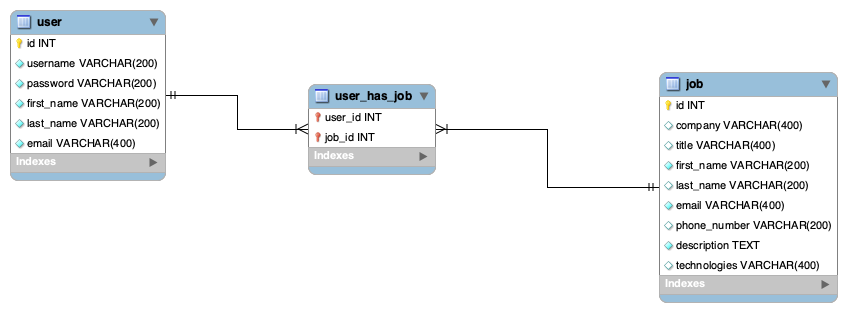 user
id INT
username VARCHAR(200)
password VARCHAR(200)
first_name VARCHAR(200)
last_name VARCHAR(200)
email VARCHAR(400)
Indexes
user_has_job
user_id INT
job_id INT
Indexes
job
id INT
company VARCHAR(400)
title VARCHAR(400)
first_name VARCHAR(200)
last_name VARCHAR(200)
email VARCHAR(400)
phone_number VARCHAR(200)
description TEXT
technologies VARCHAR(400)
Indexes